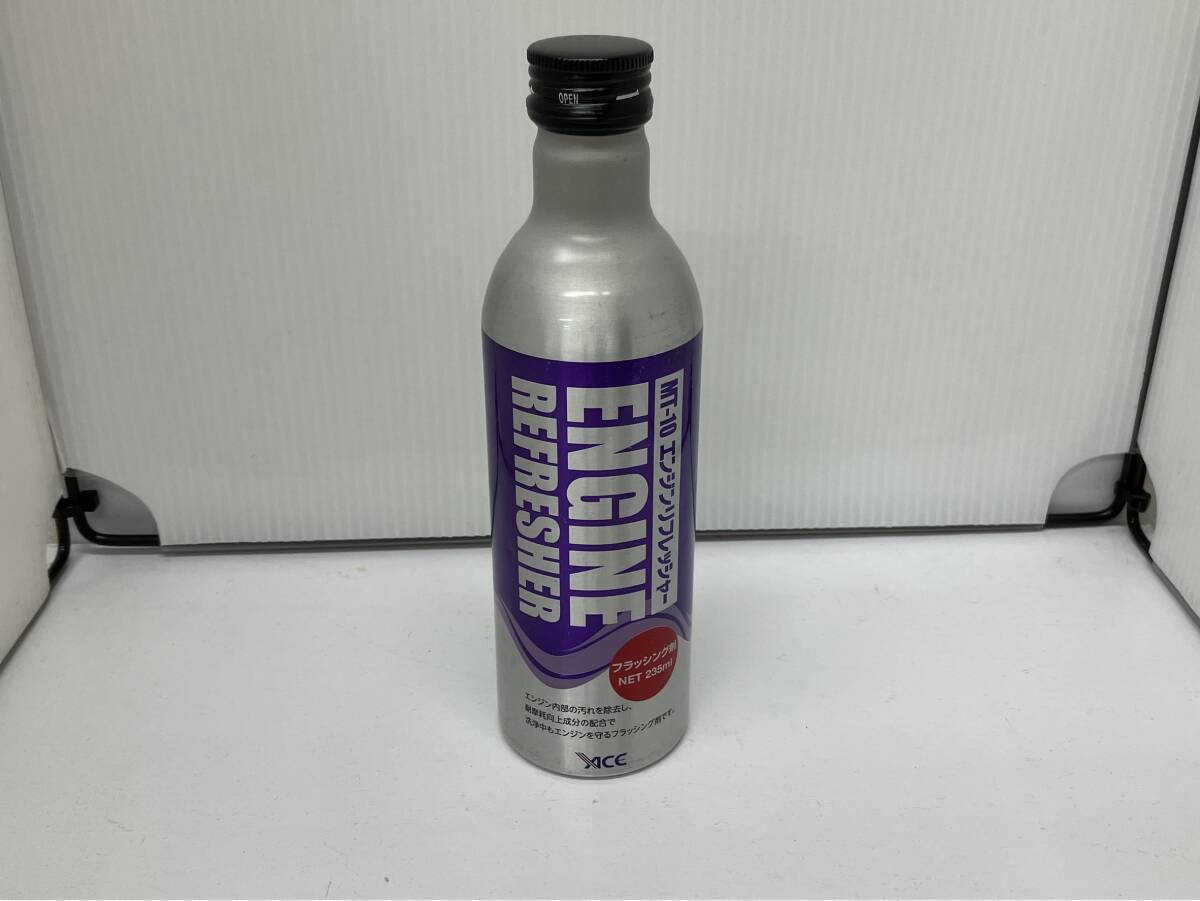 OPEN
MT-10 エンジンリフレッシャー
ENGINE
REFRESHER
フラッシング剤
NET 235ml
エンジン内部の汚れを除去し、
耐摩耗向上成分の配合で
洗浄中もエンジンを守るフラッシング剤です。
YACE